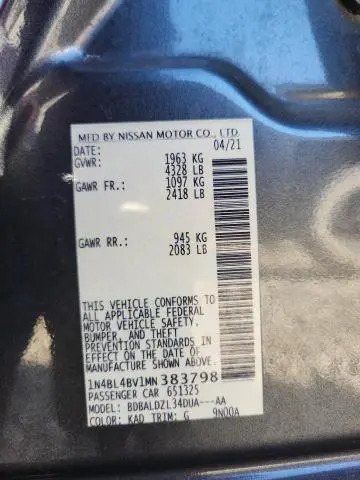 MFD BY NISSAN MOTOR CO., LTD.
DATE: 04/21
GVWR: 1963 KG
4328 LB
GAWR FR.: 1097 KG
2418 LB
GAWR RR.: 945 KG
2083 LB
THIS VEHICLE CONFORMS TO
ALL APPLICABLE FEDERAL
MOTOR VEHICLE SAFETY,
BUMPER, AND THEFT
PREVENTION STANDARDS
IN EFFECT ON THE DATE OF
MANUFACTURE SHOWN ABOVE.
1N4BL4BV1MN383798
PASSENGER CAR 651325
MODEL: BDBALDZL34DUA---AA
COLOR: KAD TRIM: G 9N00A